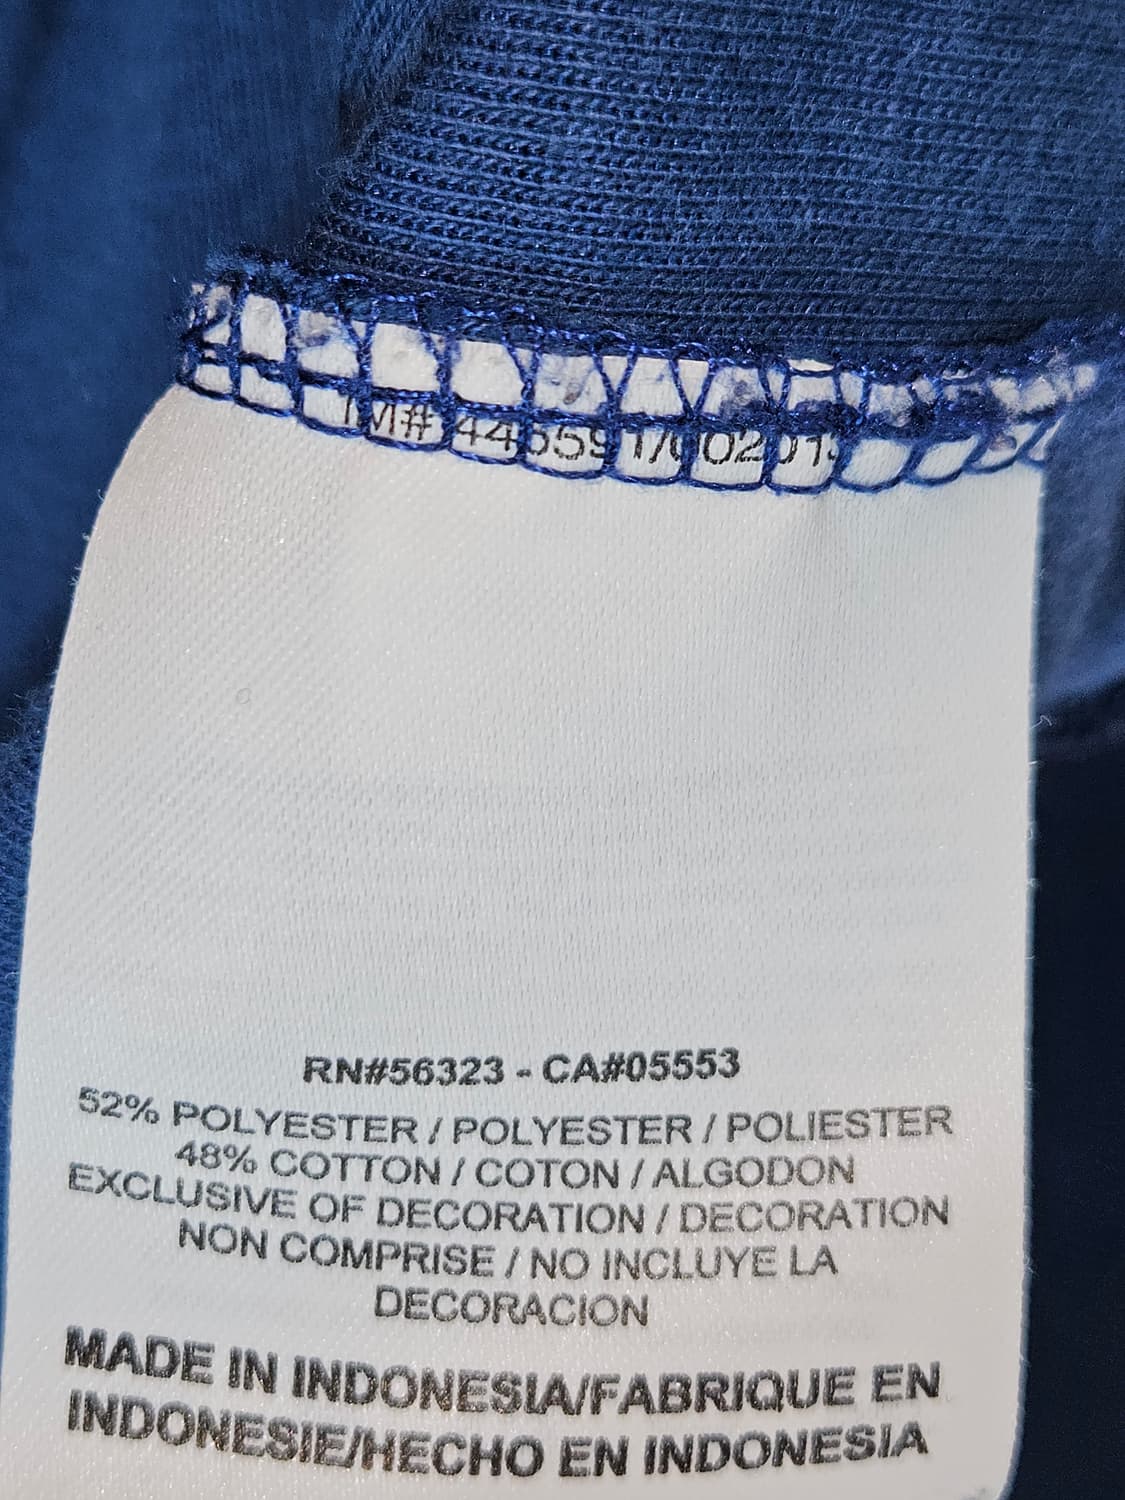 RN#56323 - CA#05553
52% POLYESTER / POLYESTER / POLIESTER
48% COTTON / COTON / ALGODON
EXCLUSIVE OF DECORATION / DECORATION
NON COMPRISE / NO INCLUYE LA
DECORACION
MADE IN INDONESIA/FABRIQUE EN
INDONESIE/HECHO EN INDONESIA